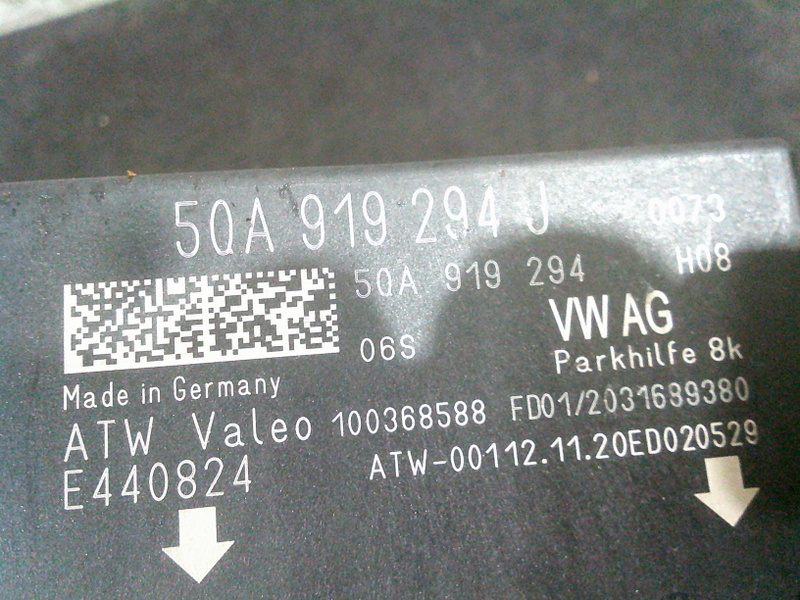 5QA 919 294 J 0073
5QA 919 294 H08
06S VW AG
Parkhilfe 8k
Made in Germany
ATW Valeo 100368588 FD01/2031689380
E440824 ATW-00112.11.20ED020529